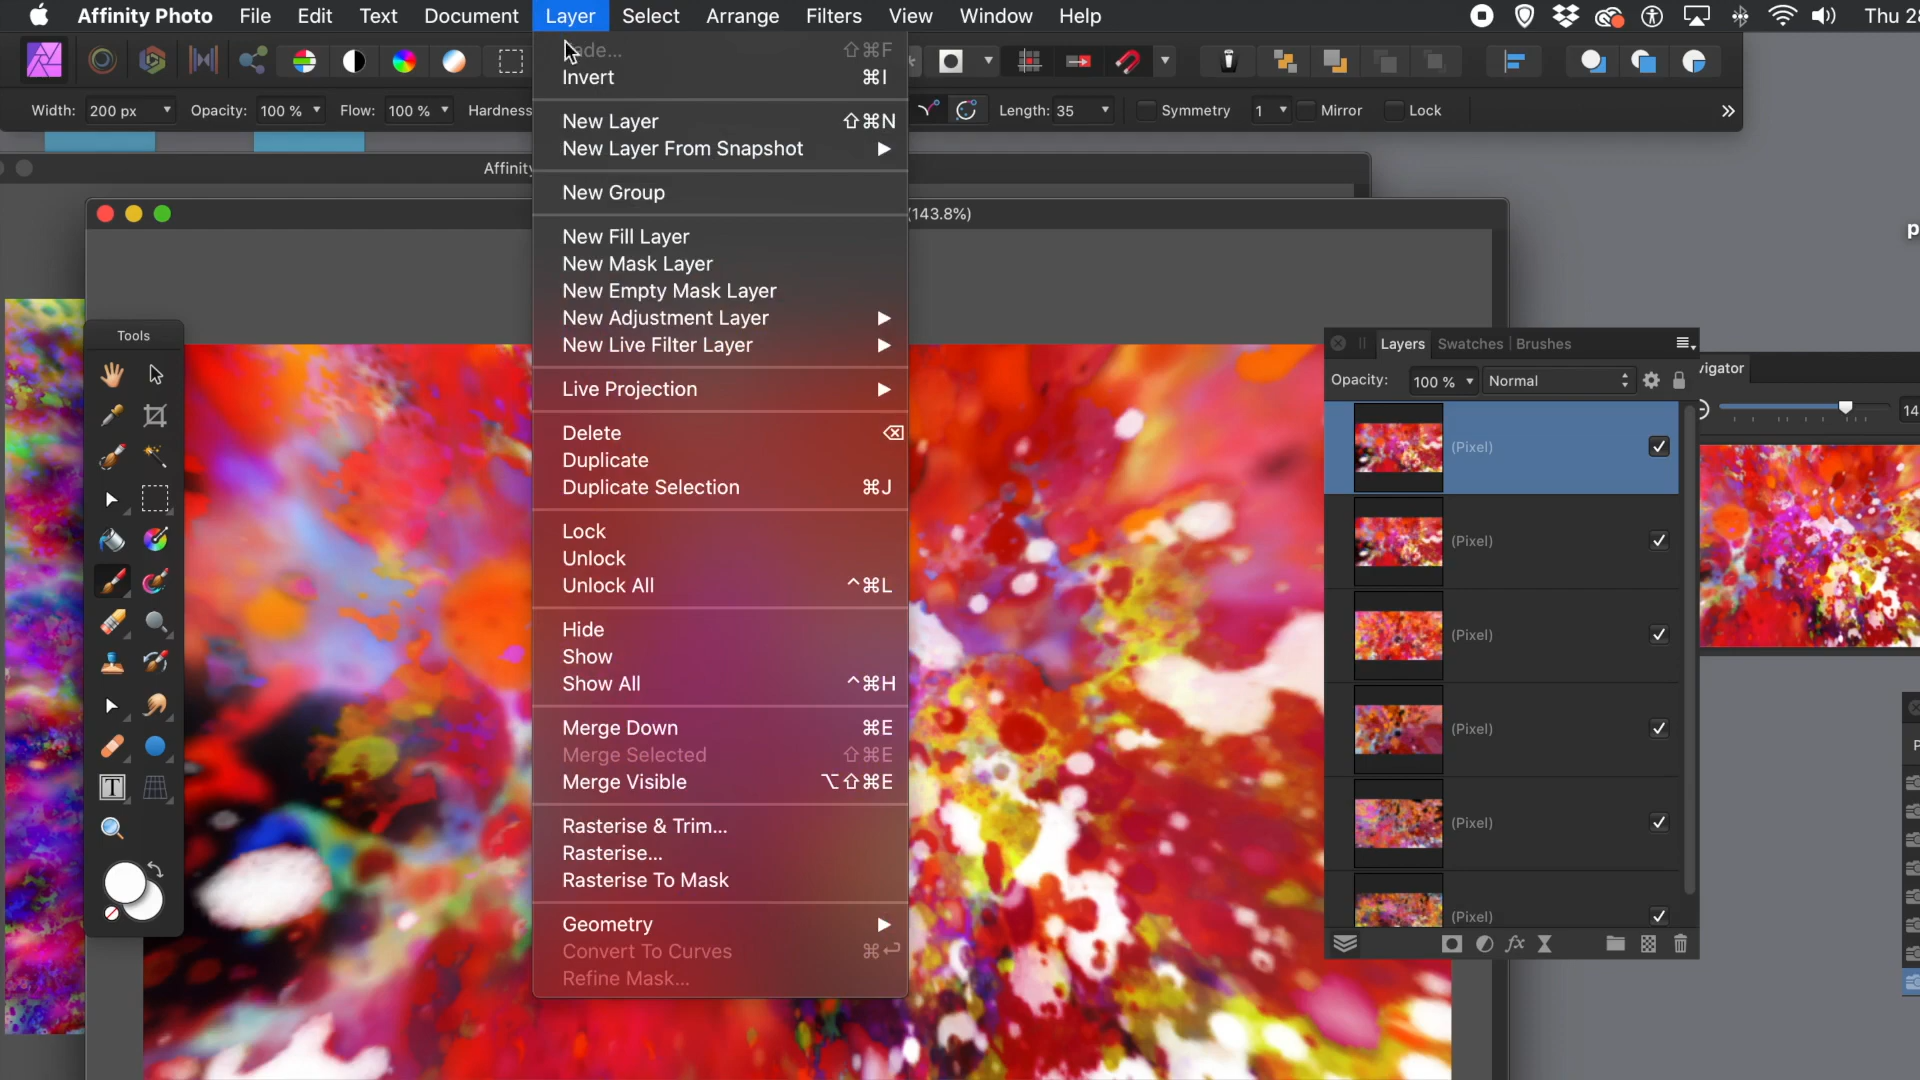 Affinity Photo File Edit Text Document Layer Select Arrange Filters View Window Help Thu 28
⇧⌘F
Invert ⌘I
Width: 200 px Opacity: 100 % Flow: 100 % Hardness
Length: 35 Symmetry 1 Mirror Lock
New Layer ⇧⌘N
New Layer From Snapshot
Affinity
New Group
(143.8%)
New Fill Layer
New Mask Layer
New Empty Mask Layer
New Adjustment Layer
New Live Filter Layer
Live Projection
Delete ⌫
Duplicate
Duplicate Selection ⌘J
Lock
Unlock
Unlock All ^⌘L
Hide
Show
Show All ^⌘H
Merge Down ⌘E
Merge Selected ⇧⌘E
Merge Visible ⌥⇧⌘E
Rasterise & Trim...
Rasterise...
Rasterise To Mask
Geometry
Convert To Curves ⌘↩
Refine Mask...
Tools
T
Layers Swatches Brushes
Opacity: 100 % Normal
(Pixel)
(Pixel)
(Pixel)
(Pixel)
(Pixel)
(Pixel)
fx
vigator
14
p
P